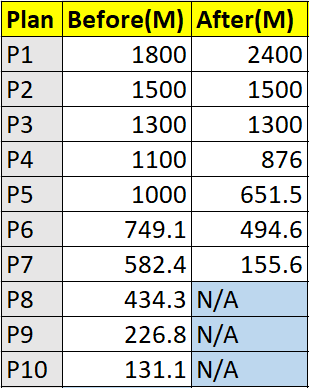 Plan Before(M) After(M)
P1 1800 2400
P2 1500 1500
P3 1300 1300
P4 1100 876
P5 1000 651.5
P6 749.1 494.6
P7 582.4 155.6
P8 434.3 N/A
P9 226.8 N/A
P10 131.1 N/A